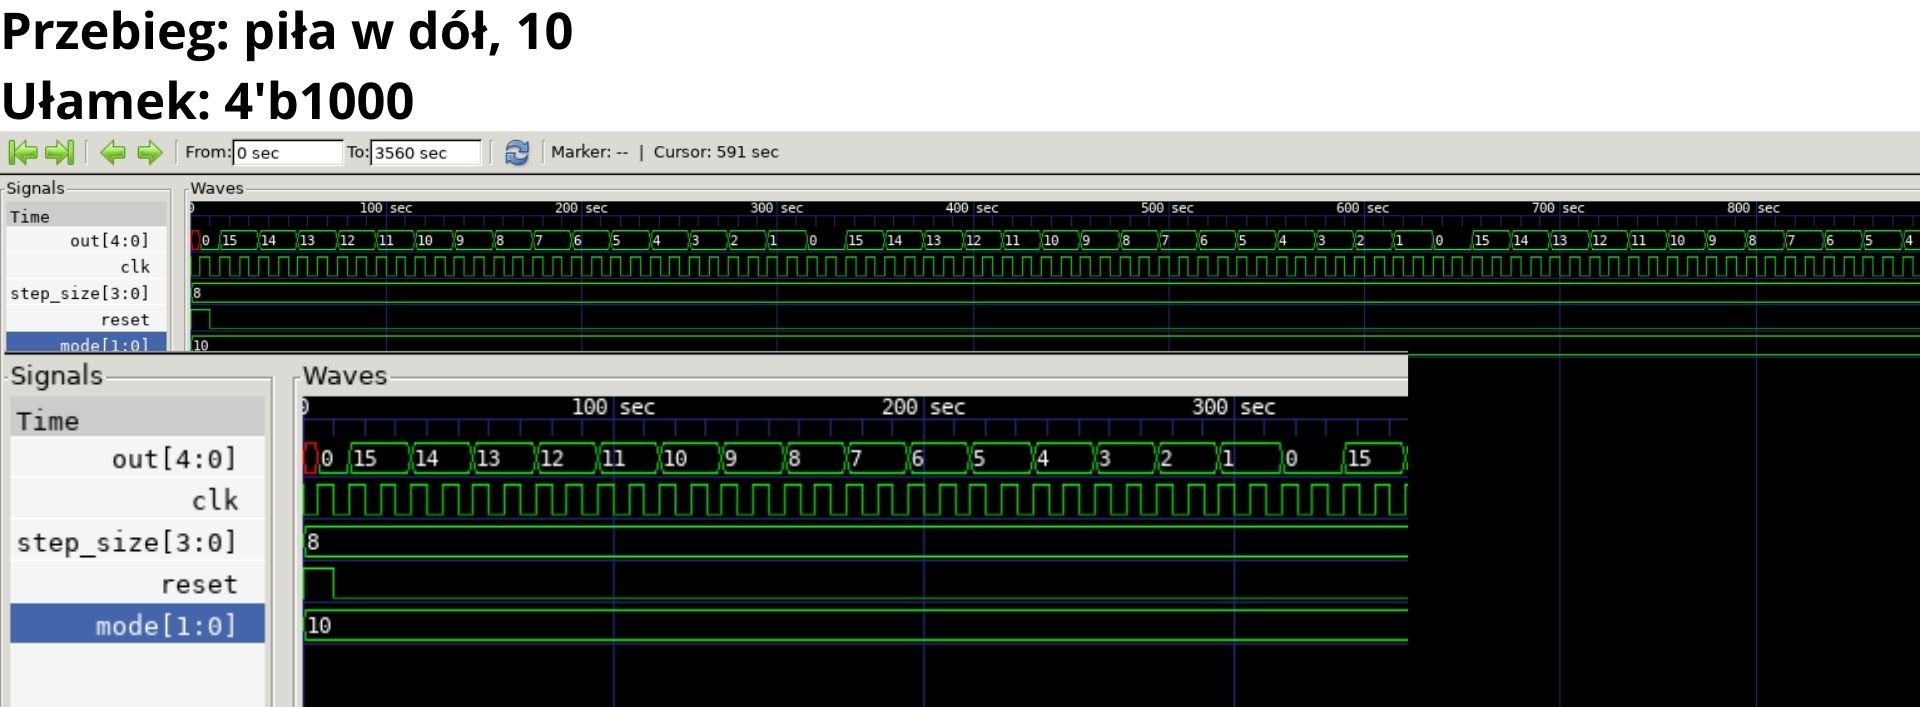 Przebieg: piła w dół, 10
Ułamek: 4'b1000
From: 0 sec To: 3560 sec Marker: -- | Cursor: 591 sec
Signals Waves
Time 0 100 sec 200 sec 300 sec 400 sec 500 sec 600 sec 700 sec 800 sec
out[4:0] 0 15 14 13 12 11 10 9 8 7 6 5 4 3 2 1 0 15 14 13 12 11 10 9 8 7 6 5 4 3 2 1 0 15 14 13 12 11 10 9 8 7 6 5 4
clk
step_size[3:0] 8
reset
mode[1:0] 10
Signals Waves
Time 0 100 sec 200 sec 300 sec
out[4:0] 0 15 14 13 12 11 10 9 8 7 6 5 4 3 2 1 0 15
clk
step_size[3:0] 8
reset
mode[1:0] 10